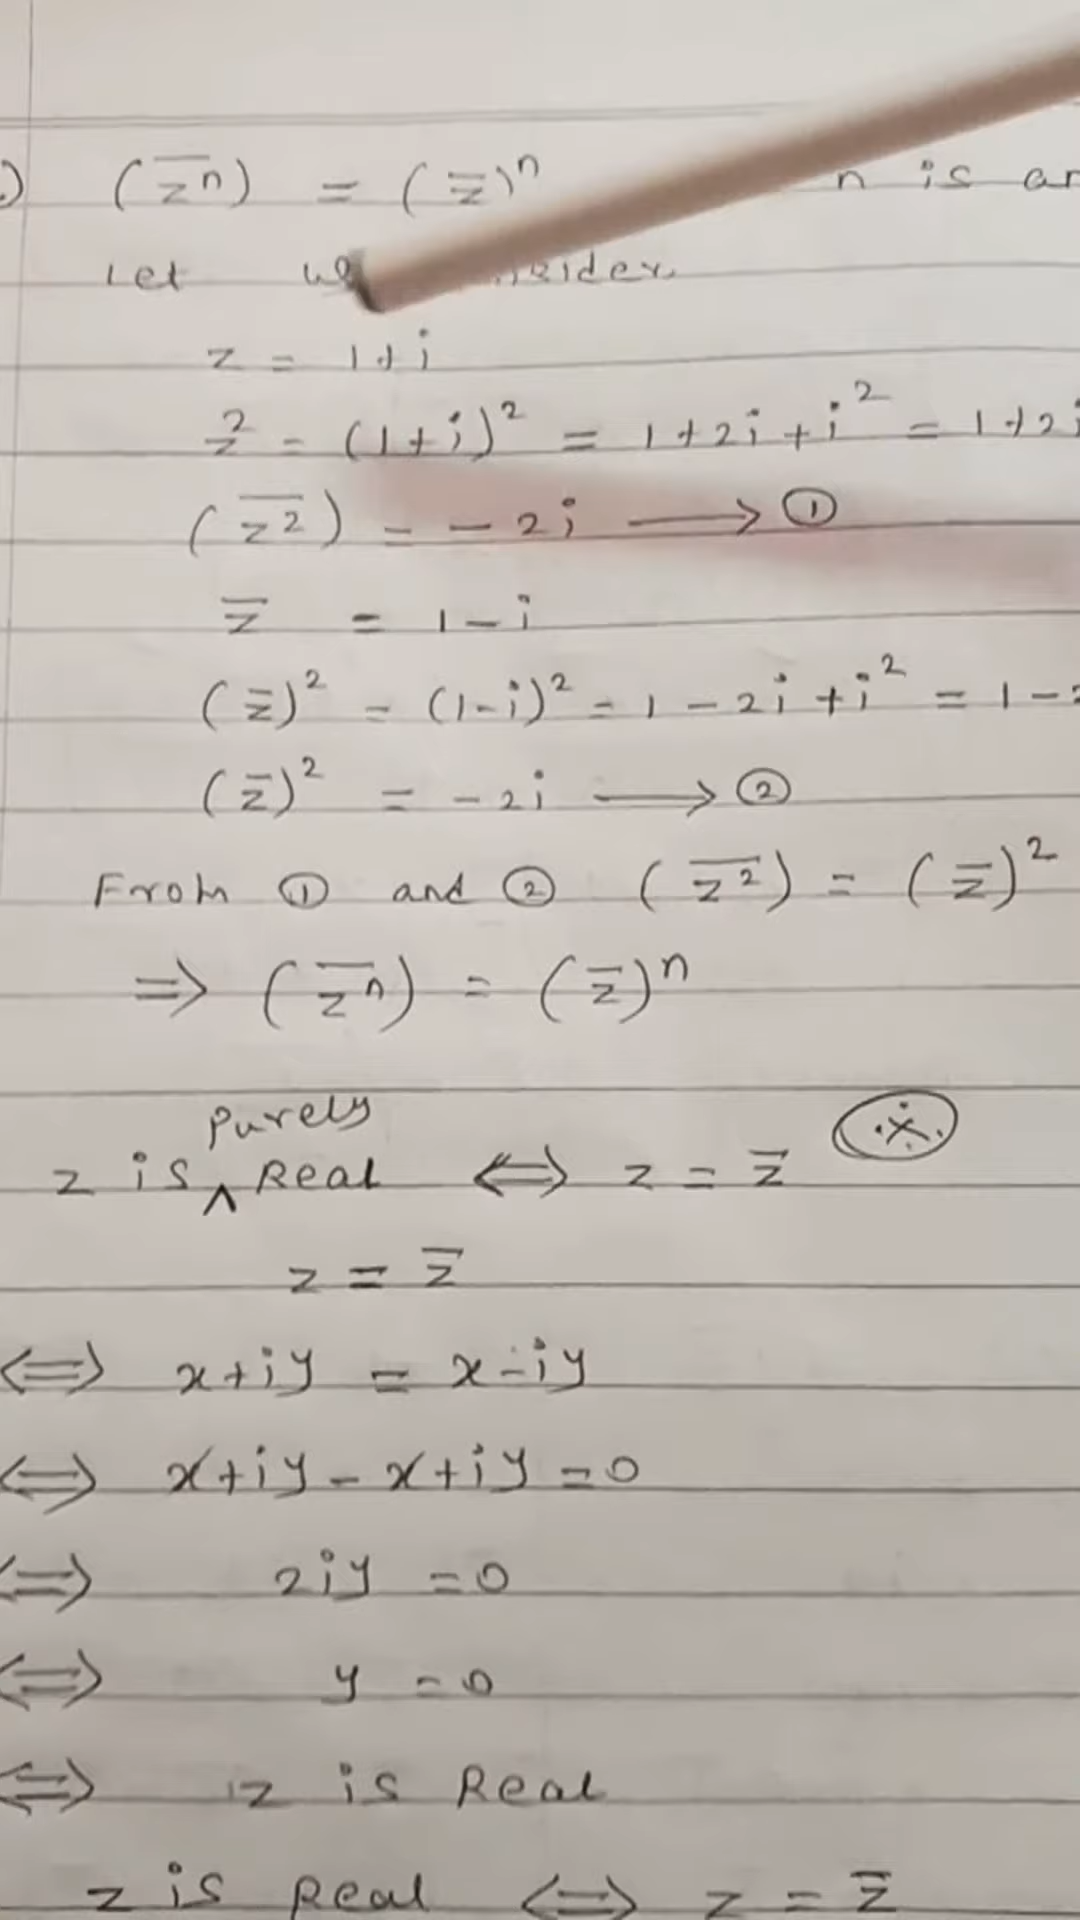 (z̅ⁿ) = (z̅)ⁿ n is
Let
z = 1+i
z² = (1+i)² = 1+2i+i² = 1+2i
(z̅²) = -2i → ①
z̅ = 1-i
(z̅)² = (1-i)² = 1-2i+i² = 1-2
(z̅)² = -2i → ②
From ① and ② (z̅²) = (z̅)²
⇒ (z̅ⁿ) = (z̅)ⁿ
Purely
z is ^ Real ⇔ z = z̅
z = z̅
⇔ x+iy = x-iy
⇔ x+iy-x+iy=0
⇔ 2iy =0
⇔ y =0
⇔ z is Real
z is Real ⇔ z = z̅